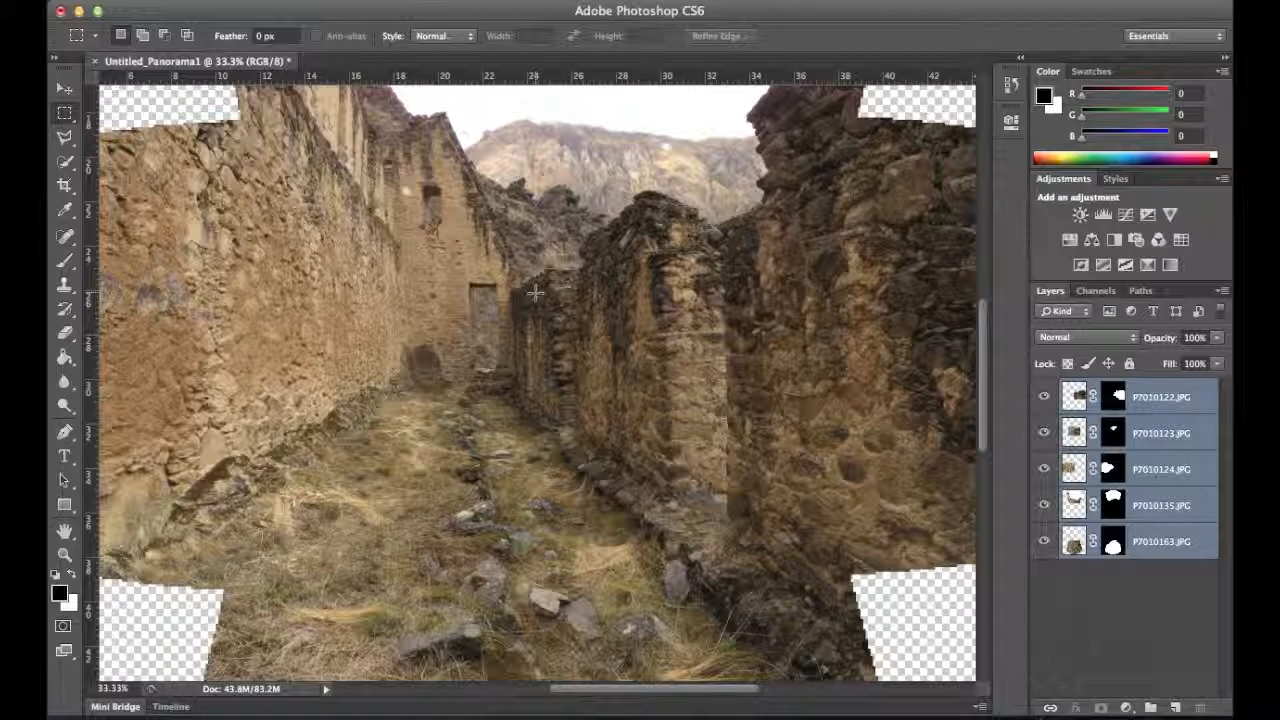 Adobe Photoshop CS6
Feather: 0 px
Anti-alias
Style: Normal
Width:
Height:
Refine Edge...
Essentials
× Untitled_Panorama1 @ 33.3% (RGB/8) *
6 8 10 12 14 16 18 20 22 24 26 28 30 32 34 36 38 40 42
Color Swatches
R 0
G 0
B 0
Adjustments Styles
Add an adjustment
Layers Channels Paths
Kind
Normal Opacity: 100%
Lock: Fill: 100%
P7010122.JPG
P7010123.JPG
P7010124.JPG
P7010135.JPG
P7010163.JPG
33.33% Doc: 43.8M/83.2M
Mini Bridge Timeline